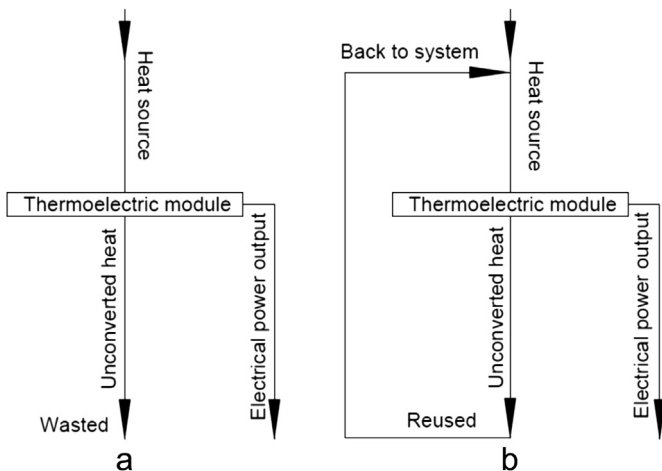 Heat source
Thermoelectric module
Unconverted heat
Electrical power output
Wasted
a
Back to system
Heat source
Thermoelectric module
Unconverted heat
Electrical power output
Reused
b